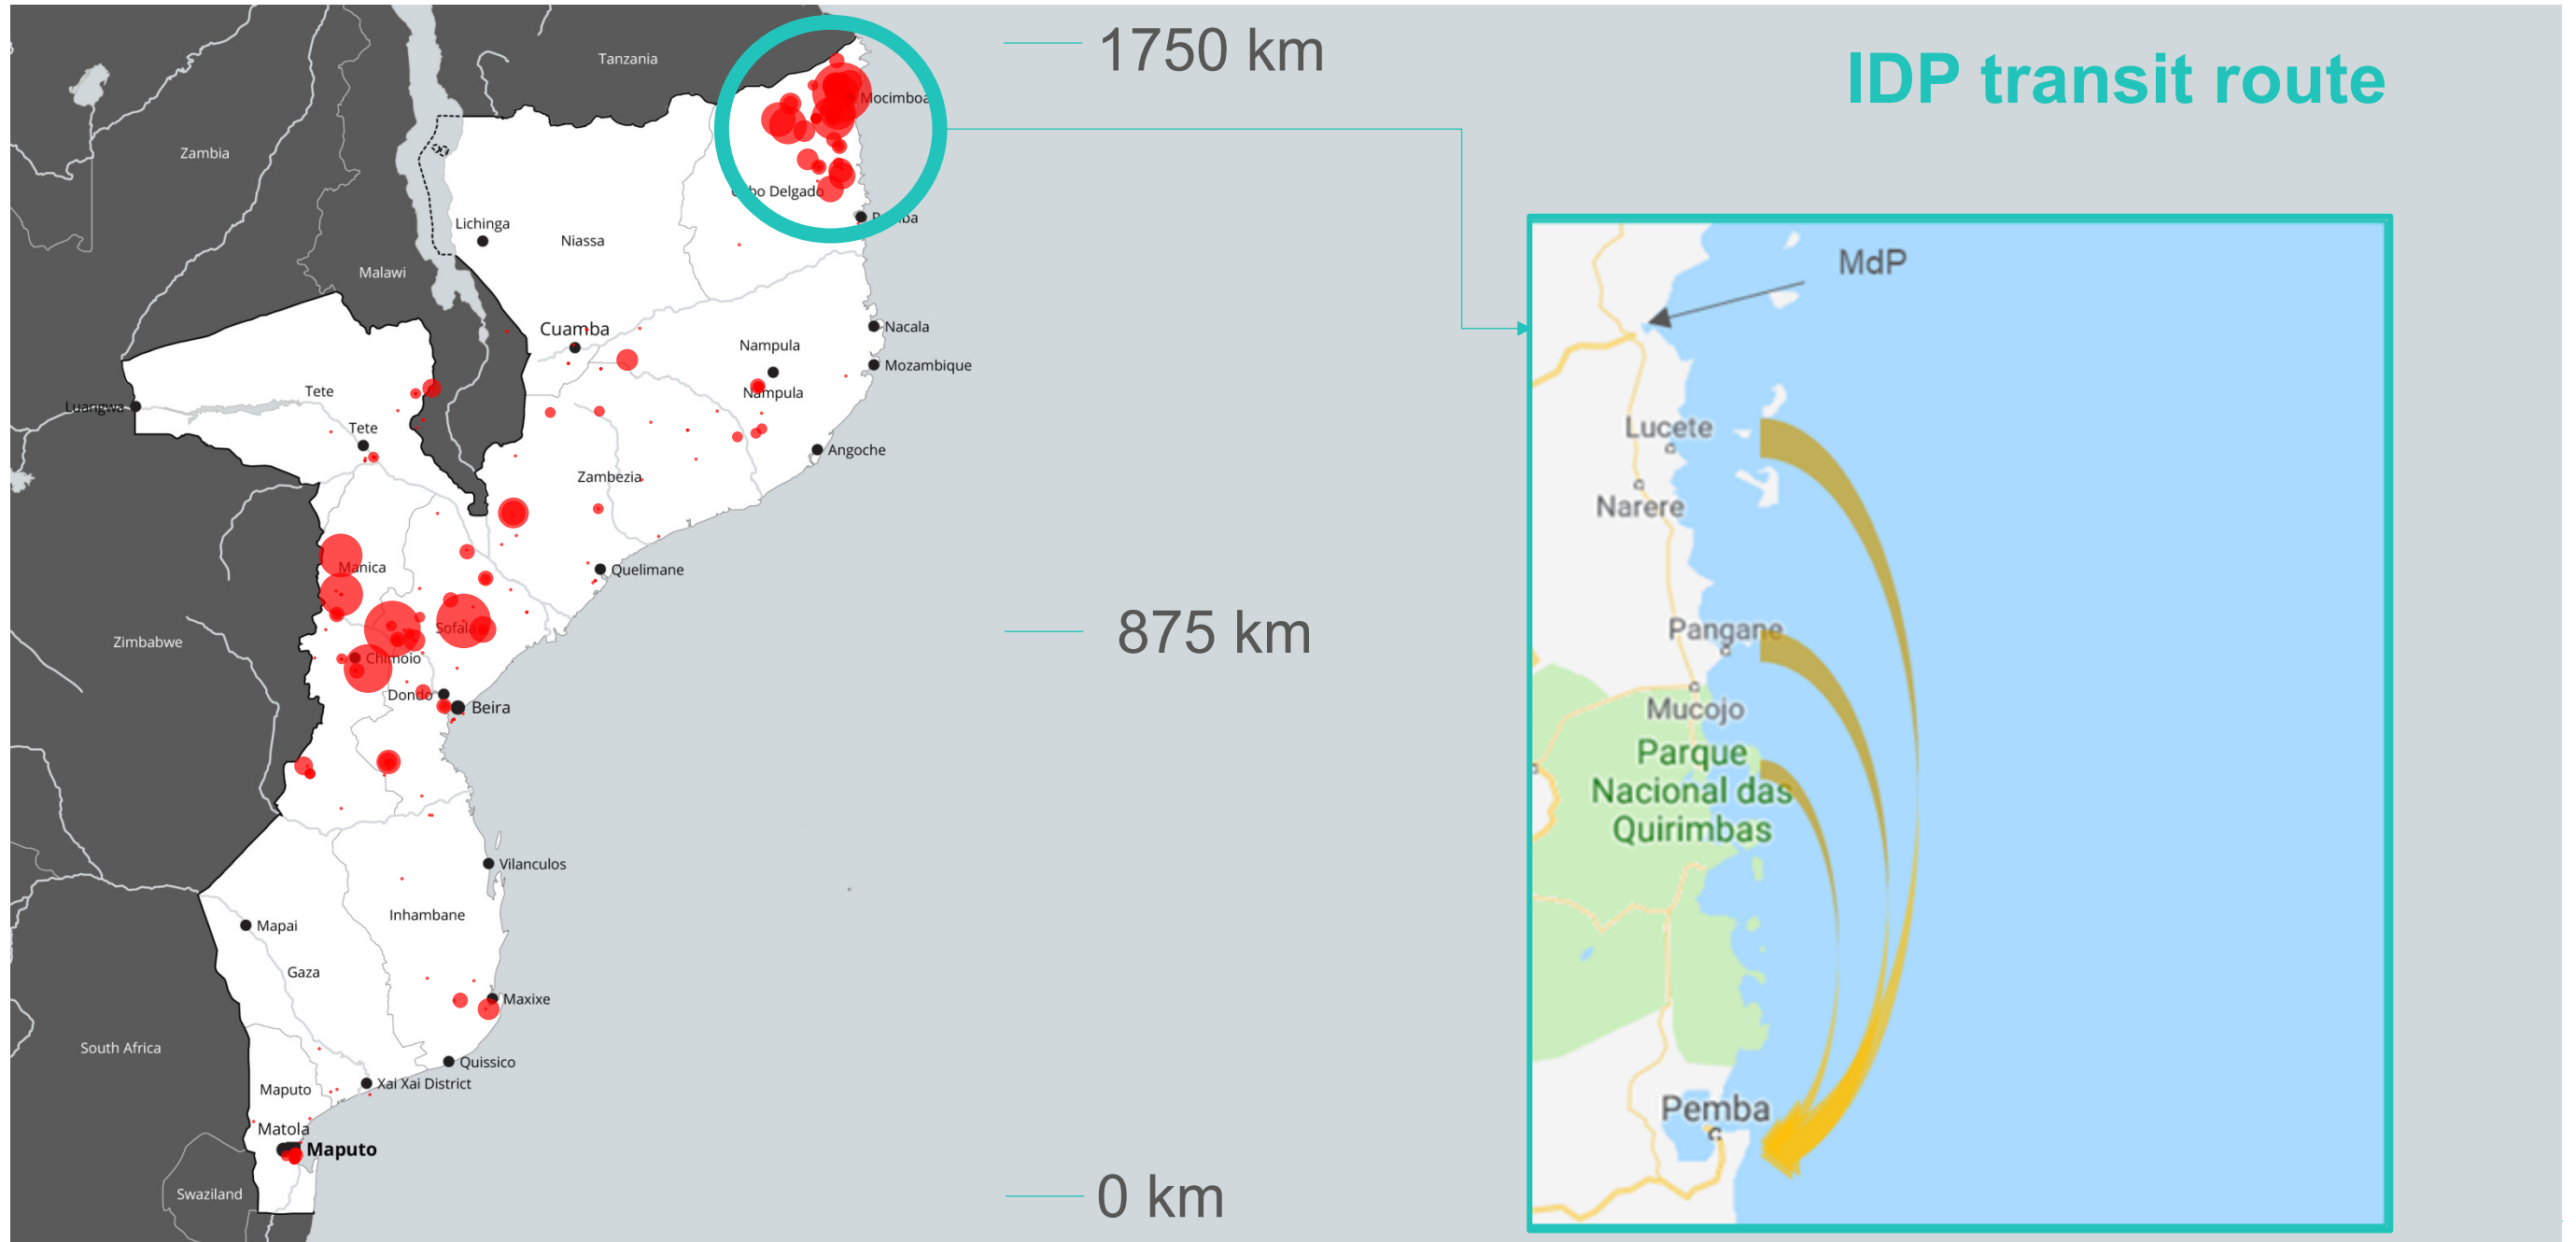 Tanzania
1750 km
IDP transit route
Mocimboa
Zambia
Cabo Delgado
Pemba
Lichinga
Niassa
Malawi
MdP
Cuamba
Nacala
Nampula
Mozambique
Nampula
Tete
Luangwa
Tete
Angoche
Zambezia
Lucete
Narere
Manica
Quelimane
Sofala
875 km
Zimbabwe
Chimoio
Pangane
Dondo
Beira
Mucojo
Parque
Nacional das
Quirimbas
Vilanculos
Inhambane
Mapai
Gaza
Maxixe
South Africa
Quissico
Xai Xai District
Maputo
Matola
Maputo
Pemba
Swaziland
0 km